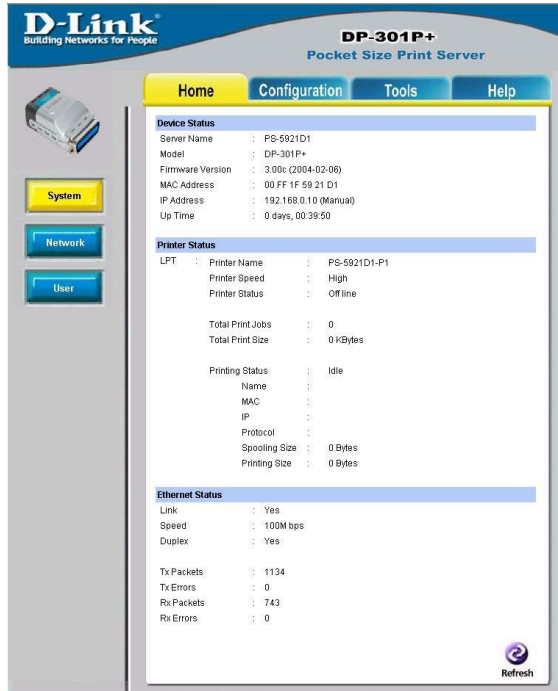 D-Link
Building Networks for People
DP-301P+
Pocket Size Print Server
Home Configuration Tools Help
System
Network
User
Device Status
Server Name : PS-5921D1
Model : DP-301P+
Firmware Version : 3.00c (2004-02-06)
MAC Address : 00 FF 1F 59 21 D1
IP Address : 192.168.0.10 (Manual)
Up Time : 0 days, 00:39:50
Printer Status
LPT : Printer Name : PS-5921D1-P1
Printer Speed : High
Printer Status : Off line
Total Print Jobs : 0
Total Print Size : 0 KBytes
Printing Status : Idle
Name :
MAC :
IP :
Protocol :
Spooling Size : 0 Bytes
Printing Size : 0 Bytes
Ethernet Status
Link : Yes
Speed : 100M bps
Duplex : Yes
Tx Packets : 1134
Tx Errors : 0
Rx Packets : 743
Rx Errors : 0
Refresh